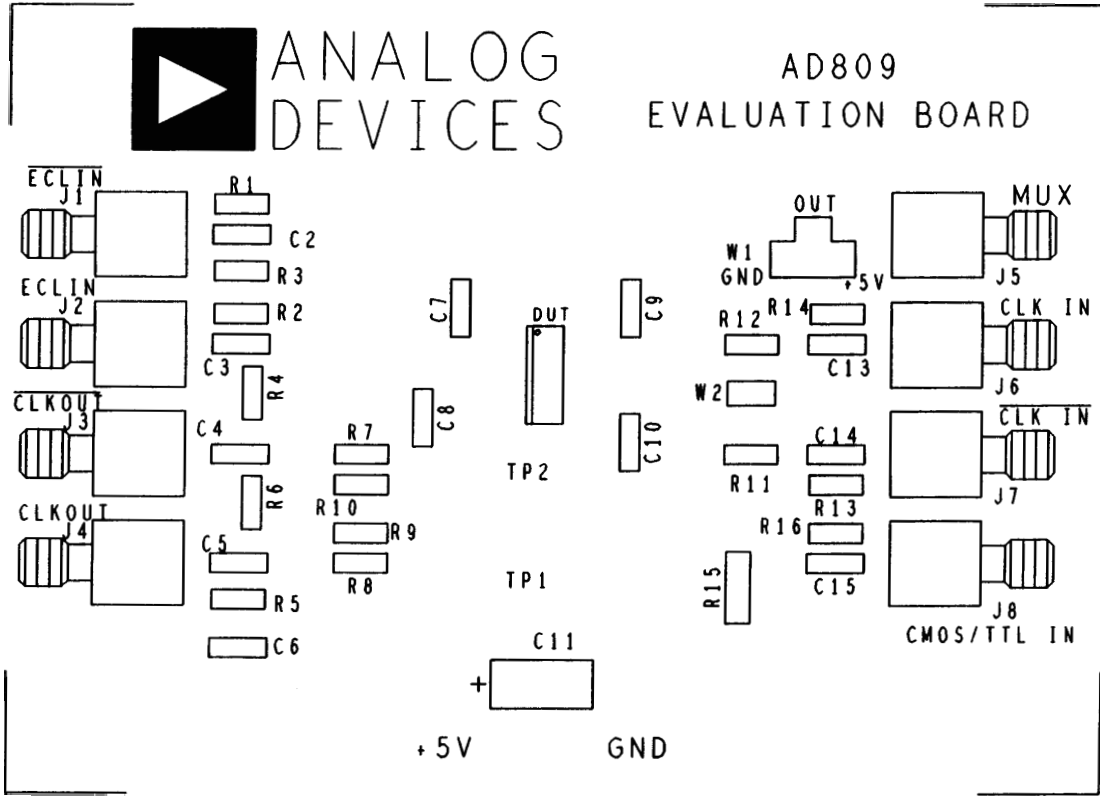 ANALOG
DEVICES
AD809
EVALUATION BOARD
ECLIN
J1
R1
C2
R3
ECLIN
J2
R2
C3
R4
CLKOUT
J3
C4
R6
CLKOUT
J4
C5
R5
C6
R7
R10
R9
R8
C7
C8
DUT
C9
C10
TP2
TP1
C11
+
+5V
GND
OUT
W1
GND
+5V
MUX
J5
R14
R12
C13
CLK IN
J6
W2
CLK IN
J7
C14
R11
R13
R16
R15
C15
J8
CMOS/TTL IN